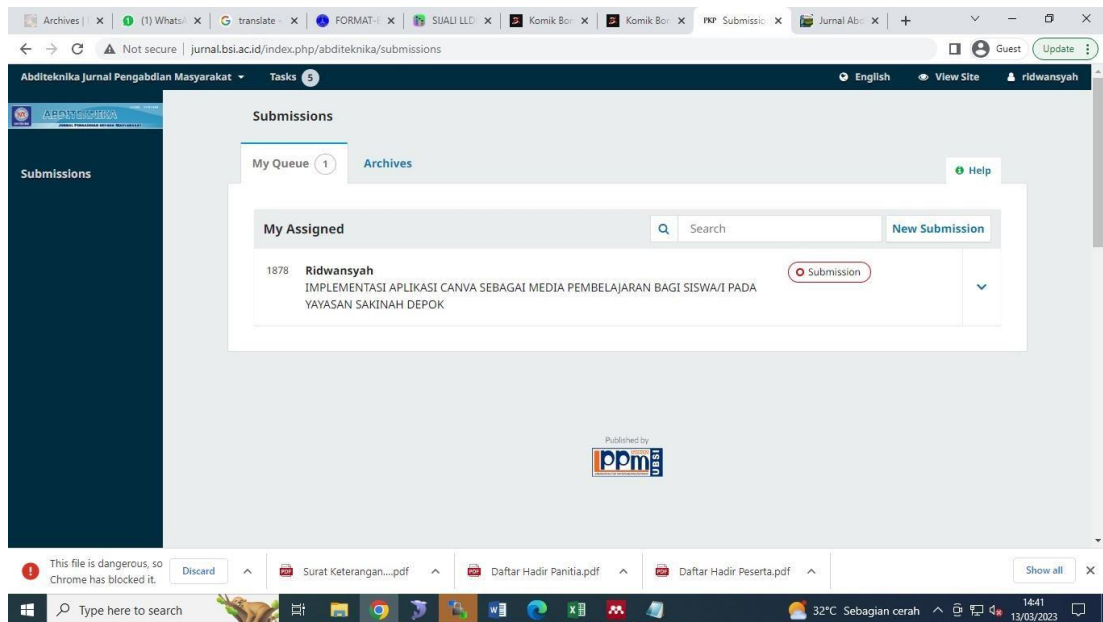 Archives |
(1) WhatsA
translate -
FORMAT-E
SUALI LLD
Komik Bor
Komik Bor
PKP Submissio
Jurnal Abd
Not secure | jurnal.bsi.ac.id/index.php/abditeknika/submissions
Guest
Update
Abditeknika Jurnal Pengabdian Masyarakat
Tasks 5
English
View Site
ridwansyah
ABDITEKNIKA
Submissions
Submissions
My Queue 1
Archives
Help
My Assigned
Search
New Submission
1878 Ridwansyah
Submission
IMPLEMENTASI APLIKASI CANVA SEBAGAI MEDIA PEMBELAJARAN BAGI SISWA/I PADA
YAYASAN SAKINAH DEPOK
Published by
lppm UBSI
This file is dangerous, so
Chrome has blocked it.
Discard
Surat Keterangan....pdf
Daftar Hadir Panitia.pdf
Daftar Hadir Peserta.pdf
Show all
Type here to search
32°C Sebagian cerah
14:41
13/03/2023